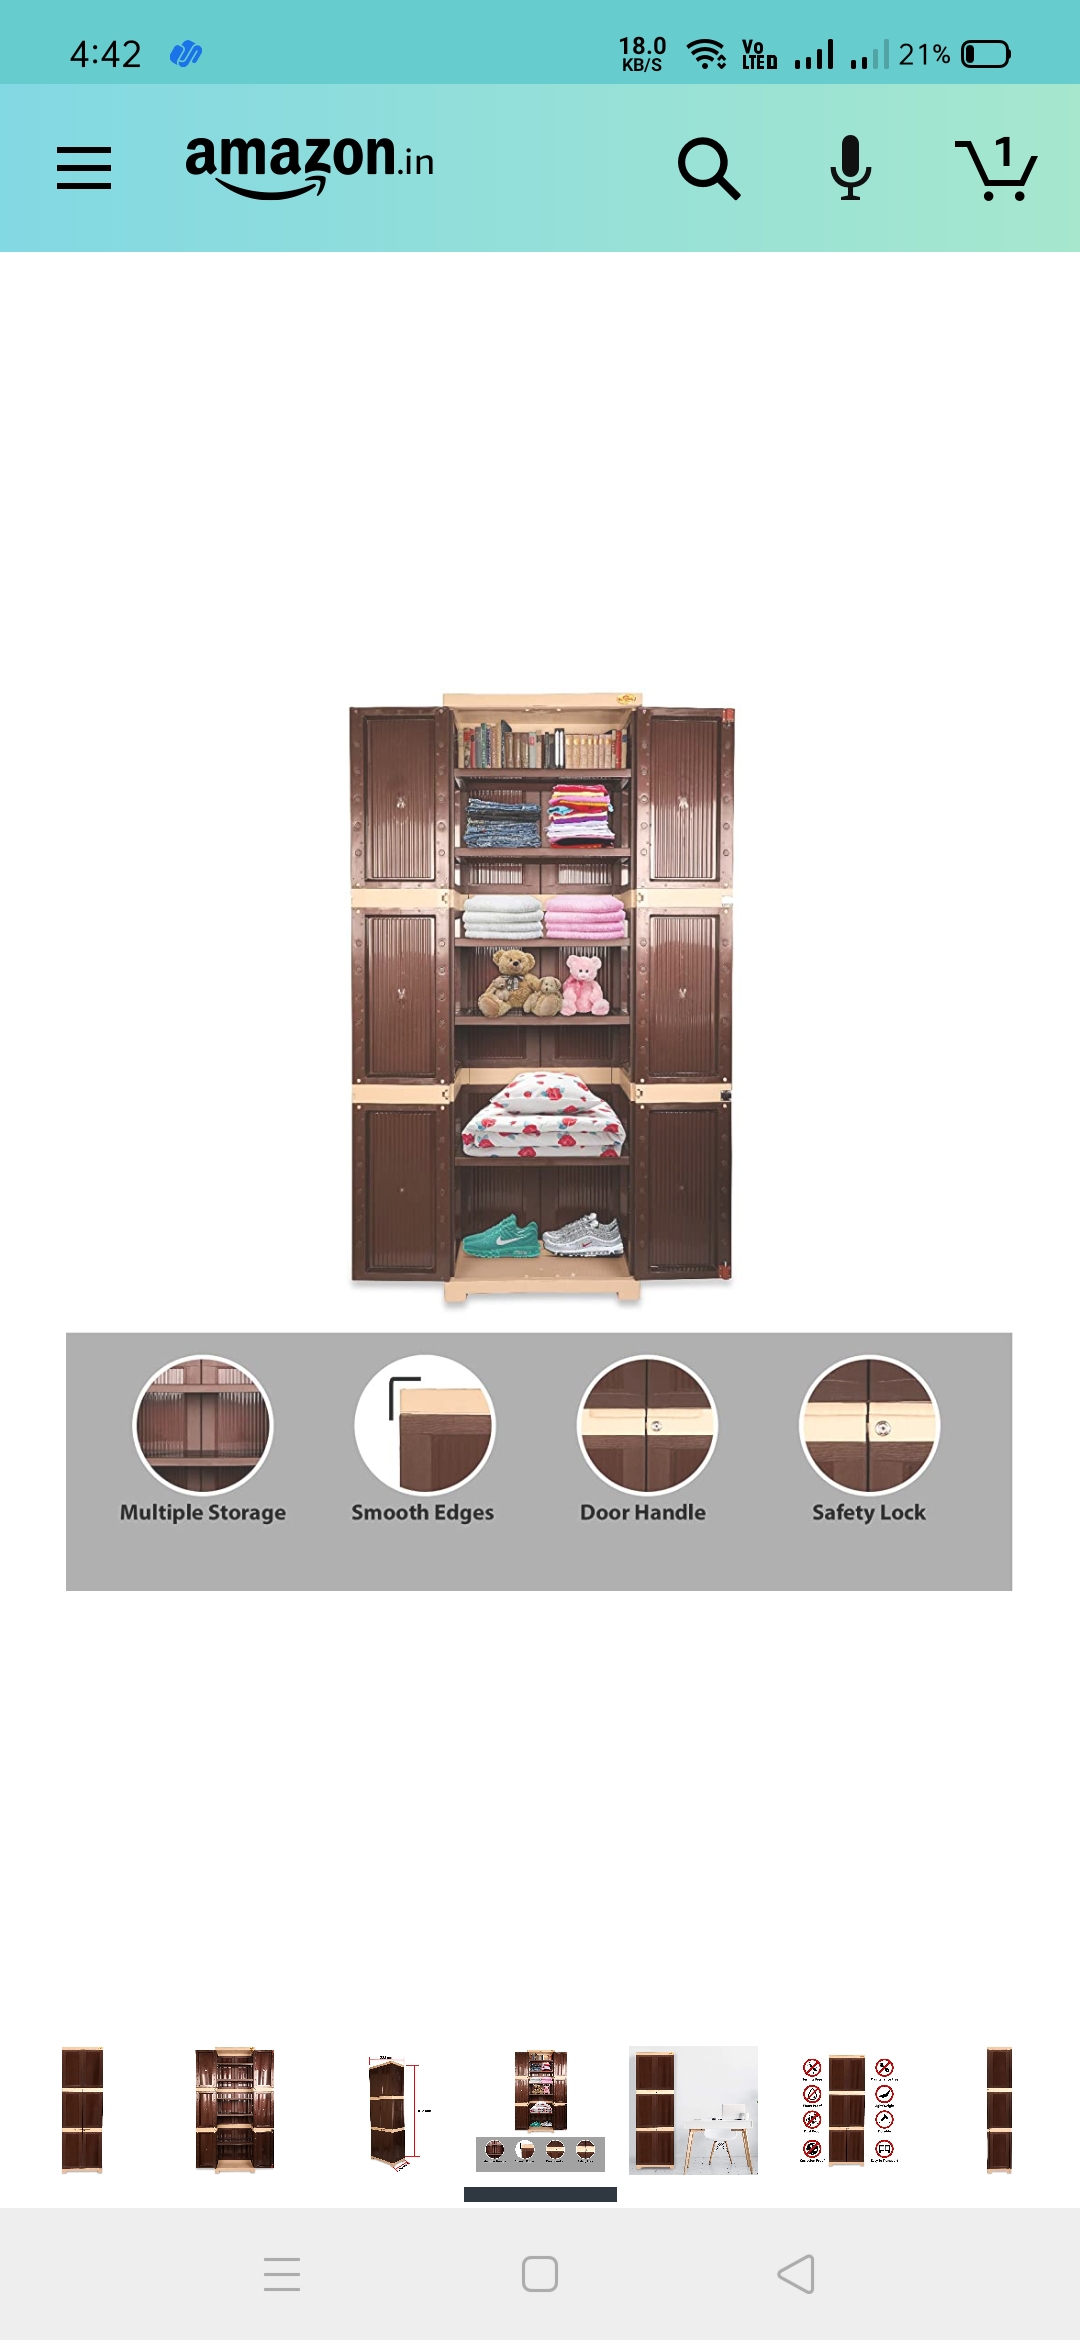 4:42
18.0
KB/S
Vo
LTED
21%
amazon.in
1
Multiple Storage
Smooth Edges
Door Handle
Safety Lock